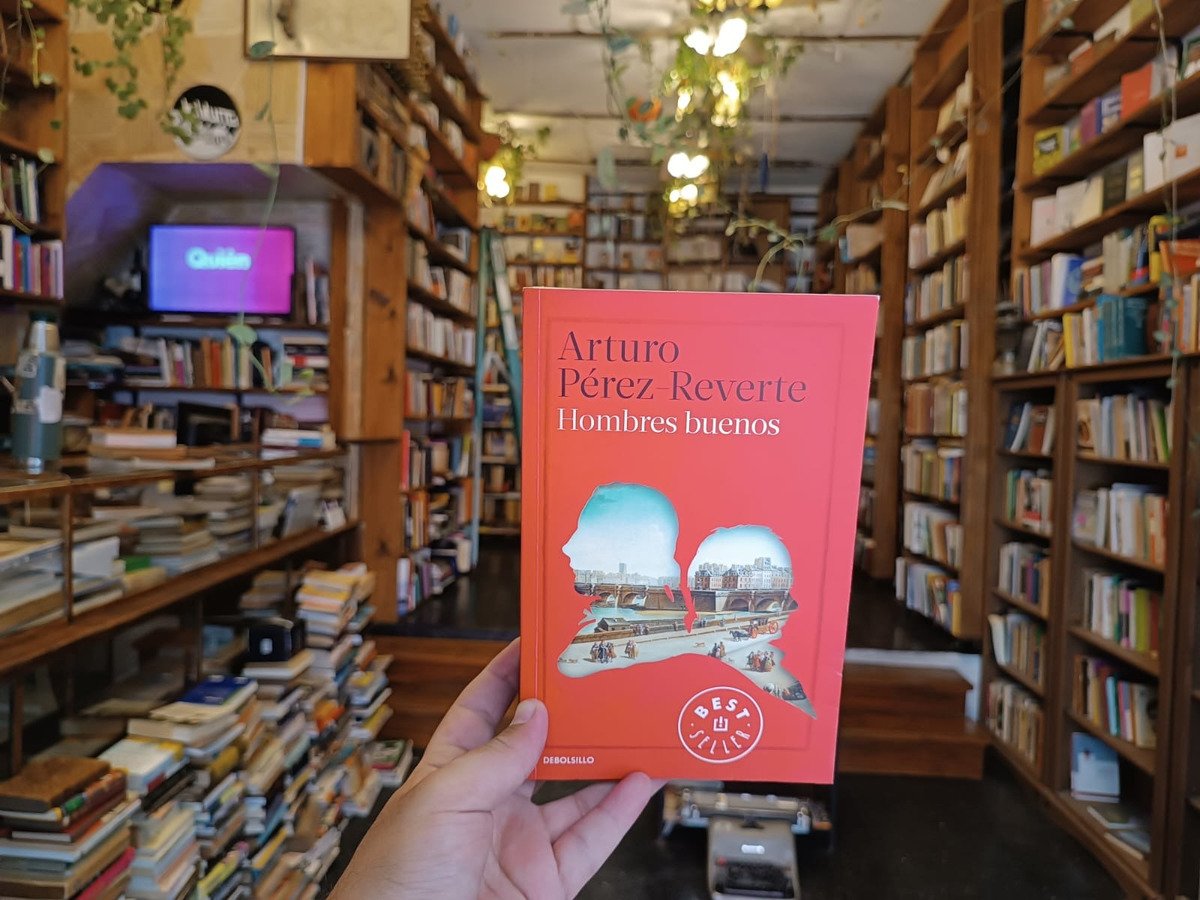 Quién
Arturo
Pérez-Reverte
Hombres buenos
BEST
SELLER
DEBOLSILLO